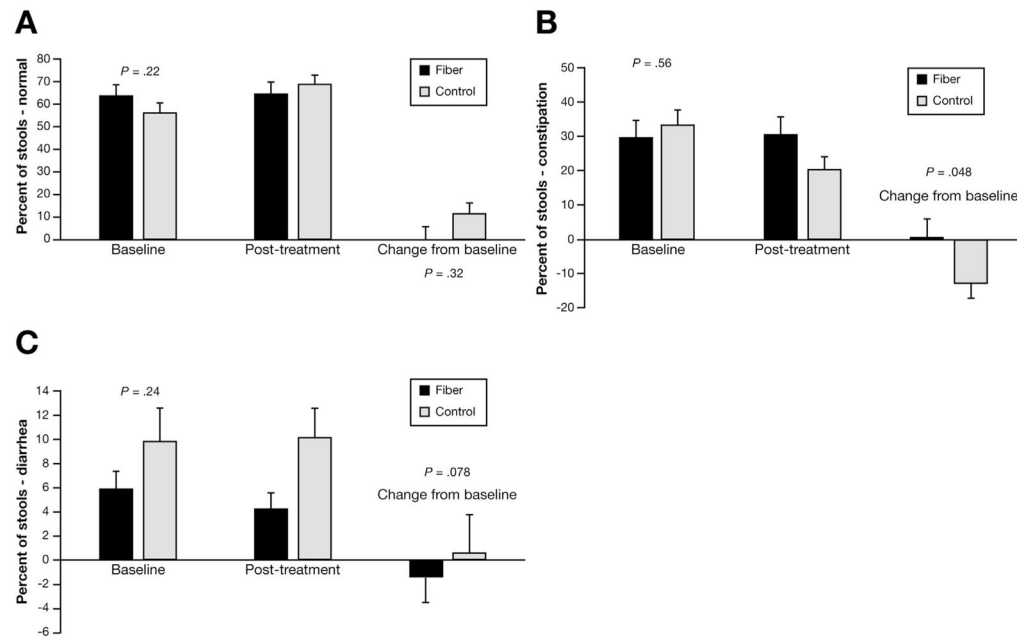 A
Percent of stools - normal
80
70
60
50
40
30
20
10
0
P = .22
Fiber
Control
Baseline
Post-treatment
Change from baseline
P = .32
B
Percent of stools - constipation
50
40
30
20
10
0
-10
-20
P = .56
Fiber
Control
P = .048
Change from baseline
Baseline
Post-treatment
C
Percent of stools - diarrhea
14
12
10
8
6
4
2
0
-2
-4
-6
P = .24
Fiber
Control
P = .078
Change from baseline
Baseline
Post-treatment